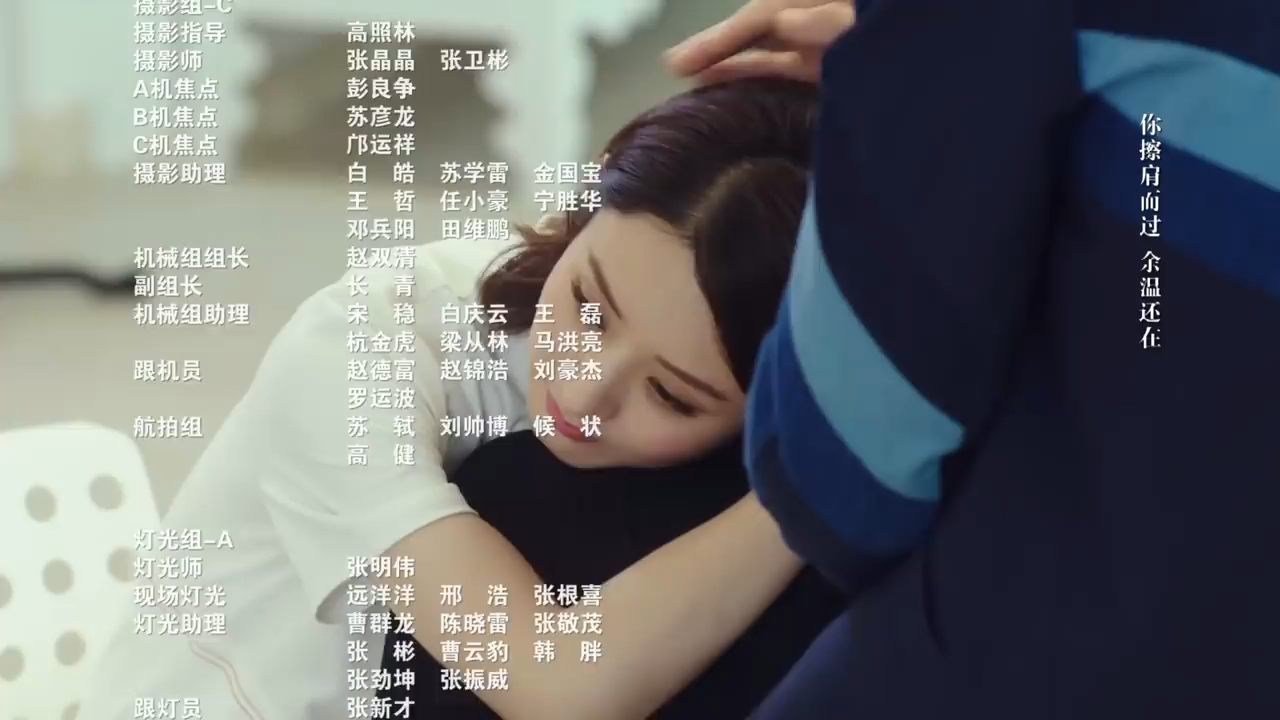 摄影组-C
摄影指导 高照林
摄影师 张晶晶 张卫彬
A机焦点 彭良争
B机焦点 苏彦龙
C机焦点 邝运祥
摄影助理 白 皓 苏学雷 金国宝
王 哲 任小豪 宁胜华
邓兵阳 田维鹏
机械组组长 赵双清
副组长 长 青
机械组助理 宋 稳 白庆云 王 磊
杭金虎 梁从林 马洪亮
跟机员 赵德富 赵锦浩 刘豪杰
罗运波
航拍组 苏 轼 刘帅博 候 状
高 健
灯光组-A
灯光师 张明伟
现场灯光 远洋洋 邢 浩 张根喜
灯光助理 曹群龙 陈晓雷 张敬茂
张 彬 曹云豹 韩 胖
张劲坤 张振威
跟灯员 张新才
你擦肩而过 余温还在